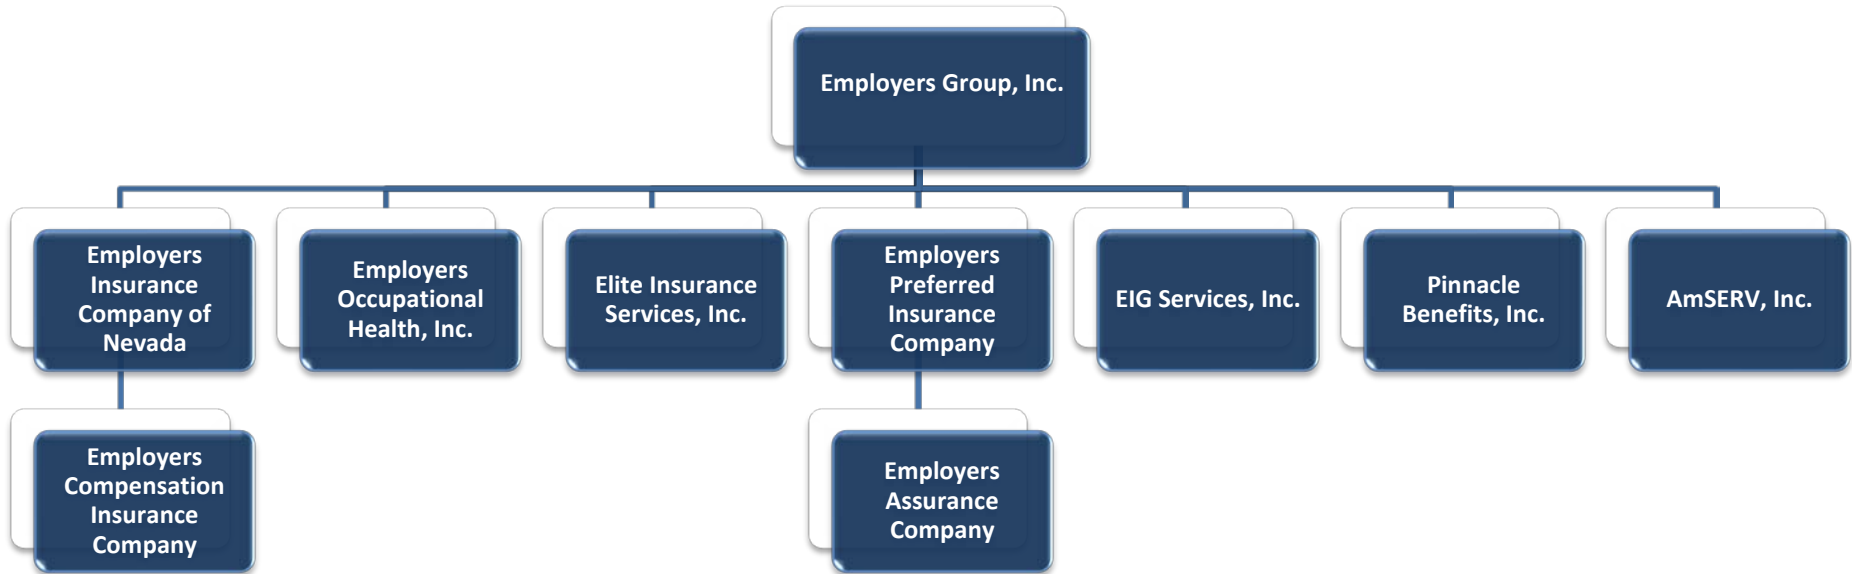 Employers Group, Inc.
Employers
Insurance
Company of
Nevada
Employers
Occupational
Health, Inc.
Elite Insurance
Services, Inc.
Employers
Preferred
Insurance
Company
EIG Services, Inc.
Pinnacle
Benefits, Inc.
AmSERV, Inc.
Employers
Compensation
Insurance
Company
Employers
Assurance
Company